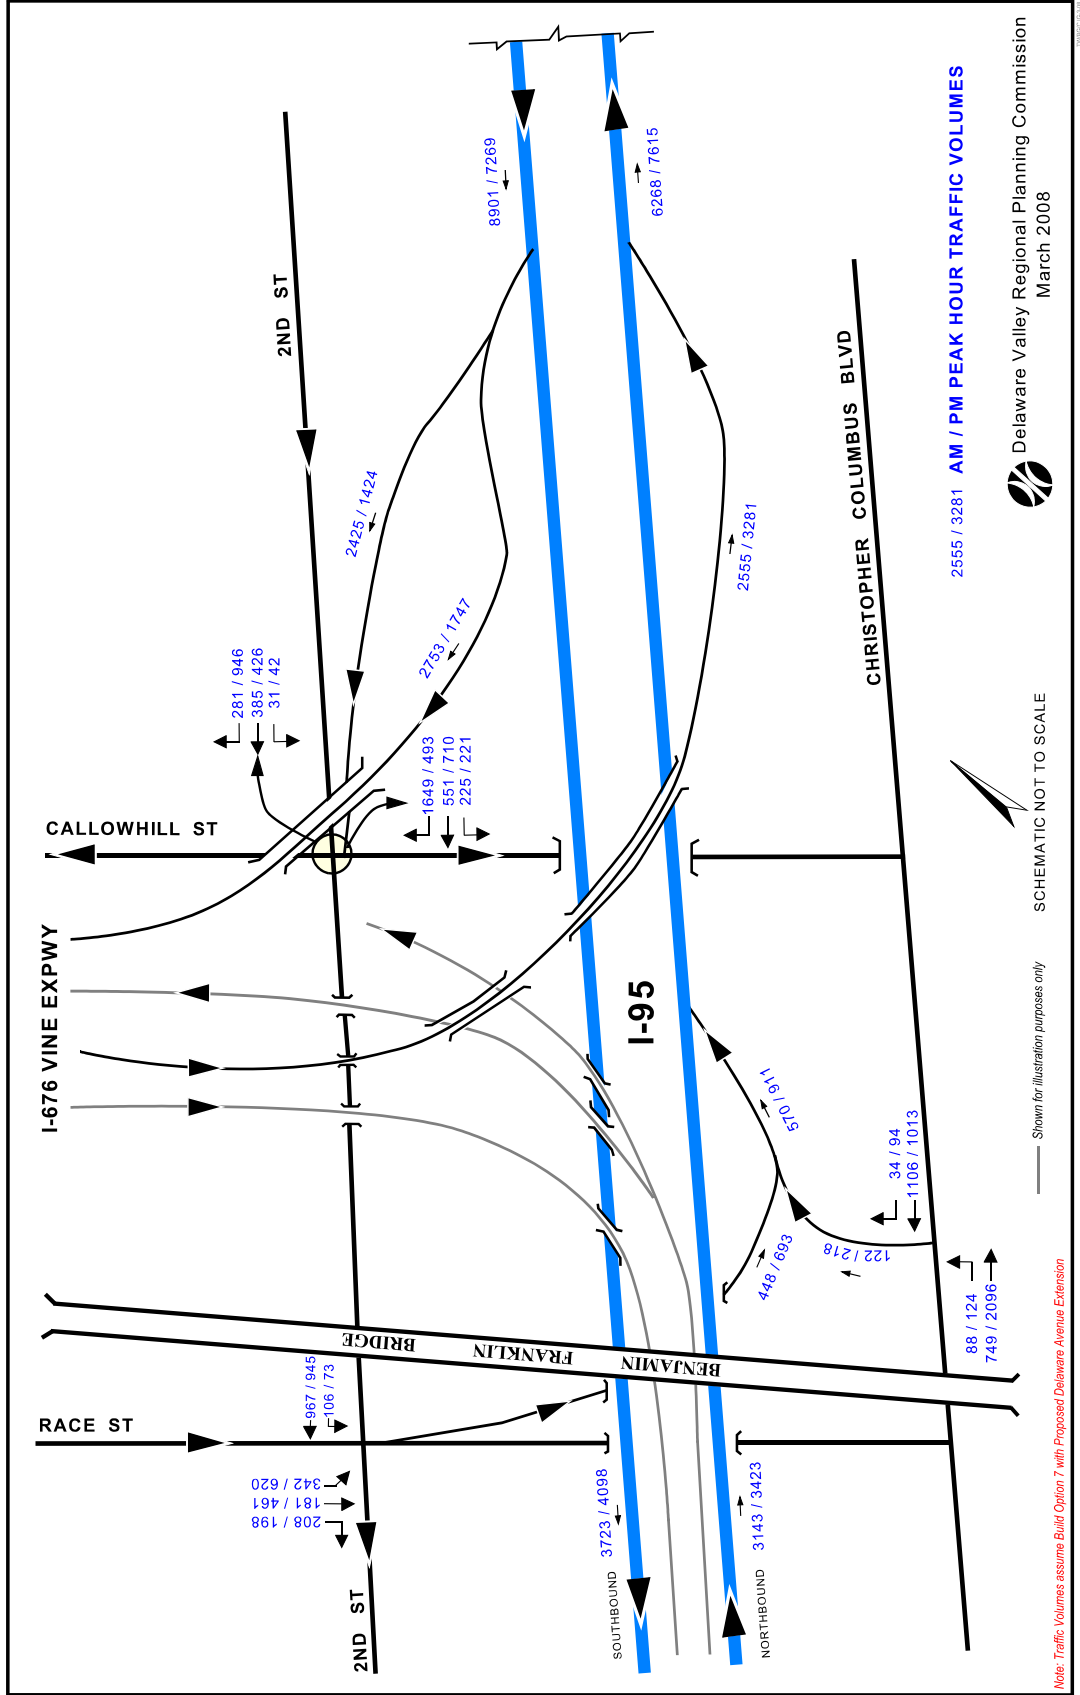 2ND ST
8901 / 7269
6268 / 7615
2425 / 1424
2753 / 1747
2555 / 3281
281 / 946
385 / 426
31 / 42
1649 / 493
551 / 710
225 / 221
CALLOWHILL ST
I-676 VINE EXPWY
I-95
570 / 911
448 / 693
122 / 218
34 / 94
1106 / 1013
88 / 124
749 / 2096
BENJAMIN FRANKLIN BRIDGE
RACE ST
967 / 945
106 / 73
342 / 620
181 / 461
208 / 198
2ND ST
SOUTHBOUND 3723 / 4098
NORTHBOUND 3143 / 3423
CHRISTOPHER COLUMBUS BLVD
2555 / 3281 AM / PM PEAK HOUR TRAFFIC VOLUMES
Delaware Valley Regional Planning Commission
March 2008
SCHEMATIC NOT TO SCALE
Shown for illustration purposes only
Note: Traffic Volumes assume Build Option 7 with Proposed Delaware Avenue Extension